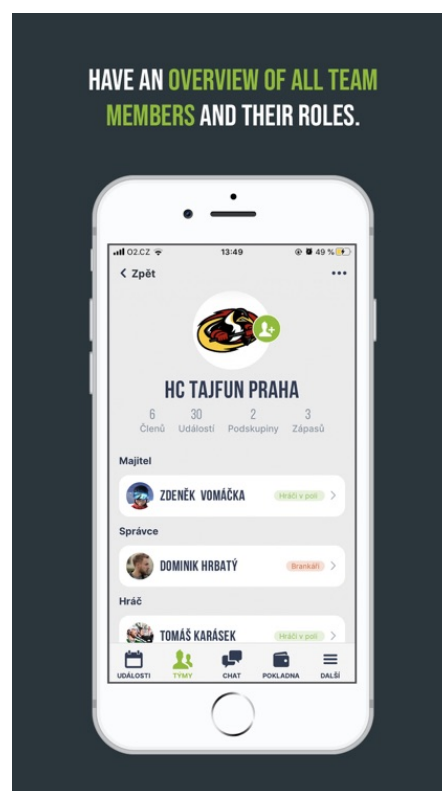 HAVE AN OVERVIEW OF ALL TEAM
MEMBERS AND THEIR ROLES.
O2.CZ 13:49 49 %
Zpět
HC TAJFUN PRAHA
6 30 2 3
Členů Událostí Podskupiny Zápasů
Majitel
ZDENĚK VOMÁČKA Hráči v poli
Správce
DOMINIK HRBATÝ Brankáři
Hráč
TOMÁŠ KARÁSEK Hráči v poli
UDÁLOSTI TÝMY CHAT POKLADNA DALŠÍ